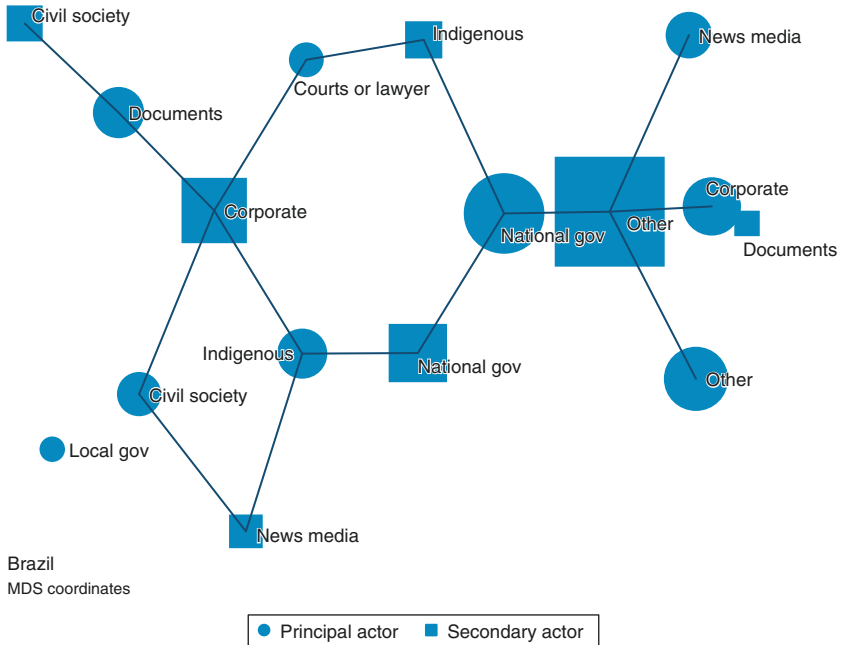 Civil society
Indigenous
News media
Courts or lawyer
Documents
Corporate
Corporate
National gov
Other
Documents
Indigenous
National gov
Other
Civil society
Local gov
News media
Brazil
MDS coordinates
Principal actor
Secondary actor